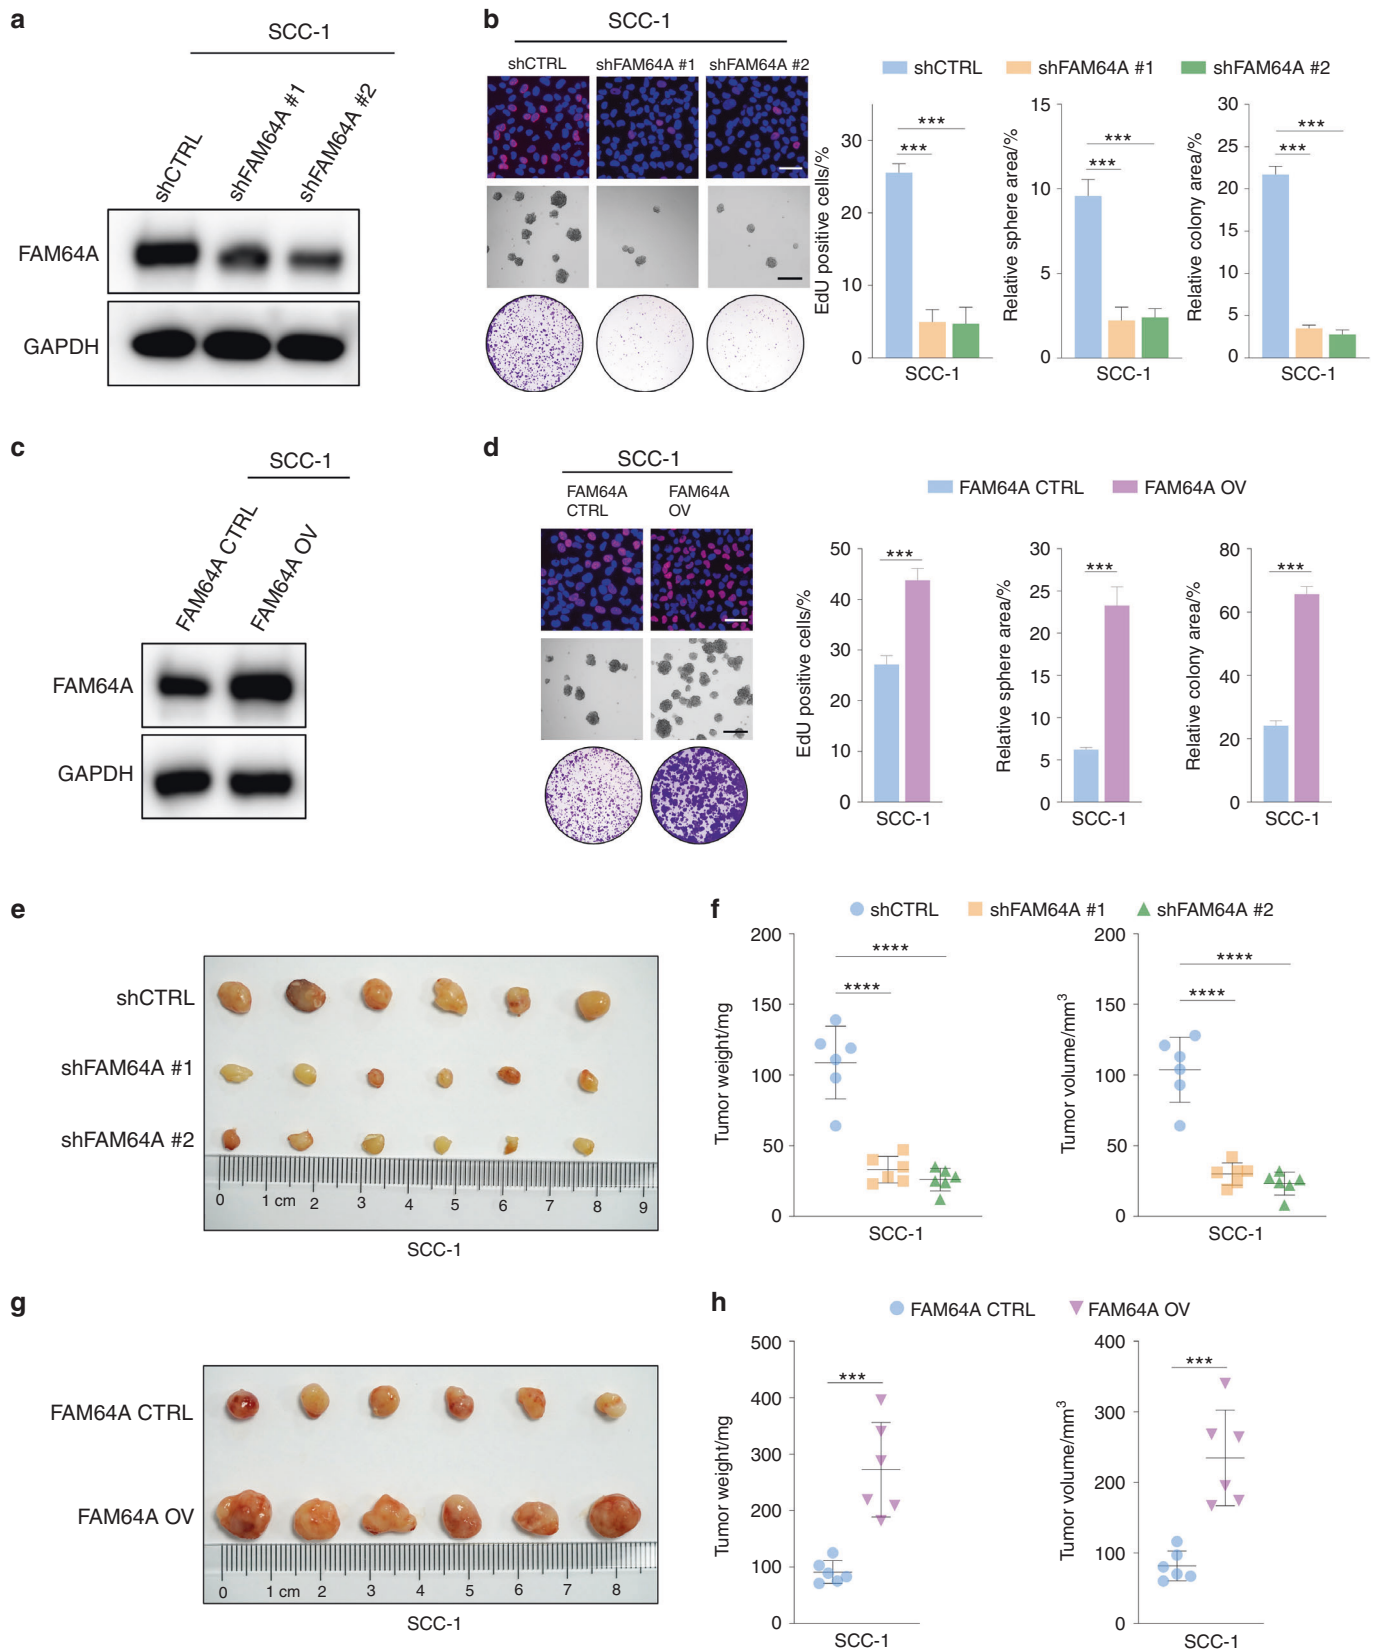 a
SCC-1
shCTRL
shFAM64A #1
shFAM64A #2
FAM64A
GAPDH
b
SCC-1
shCTRL shFAM64A #1 shFAM64A #2
shCTRL shFAM64A #1 shFAM64A #2
EdU positive cells/%
30
20
10
0
***
***
SCC-1
Relative sphere area/%
15
10
5
0
***
***
SCC-1
Relative colony area/%
30
25
20
15
10
5
0
***
***
SCC-1
c
SCC-1
FAM64A CTRL
FAM64A OV
FAM64A
GAPDH
d
SCC-1
FAM64A CTRL
FAM64A OV
FAM64A CTRL FAM64A OV
EdU positive cells/%
50
40
30
20
10
0
***
SCC-1
Relative sphere area/%
30
25
20
15
10
5
0
***
SCC-1
Relative colony area/%
80
60
40
20
0
***
SCC-1
e
shCTRL
shFAM64A #1
shFAM64A #2
0 1 cm 2 3 4 5 6 7 8 9
SCC-1
f
shCTRL shFAM64A #1 shFAM64A #2
Tumor weight/mg
200
150
100
50
0
****
****
SCC-1
Tumor volume/mm³
200
150
100
50
0
****
****
SCC-1
g
FAM64A CTRL
FAM64A OV
0 1 cm 2 3 4 5 6 7 8
SCC-1
h
FAM64A CTRL FAM64A OV
Tumor weight/mg
500
400
300
200
100
0
***
SCC-1
Tumor volume/mm³
400
300
200
100
0
***
SCC-1